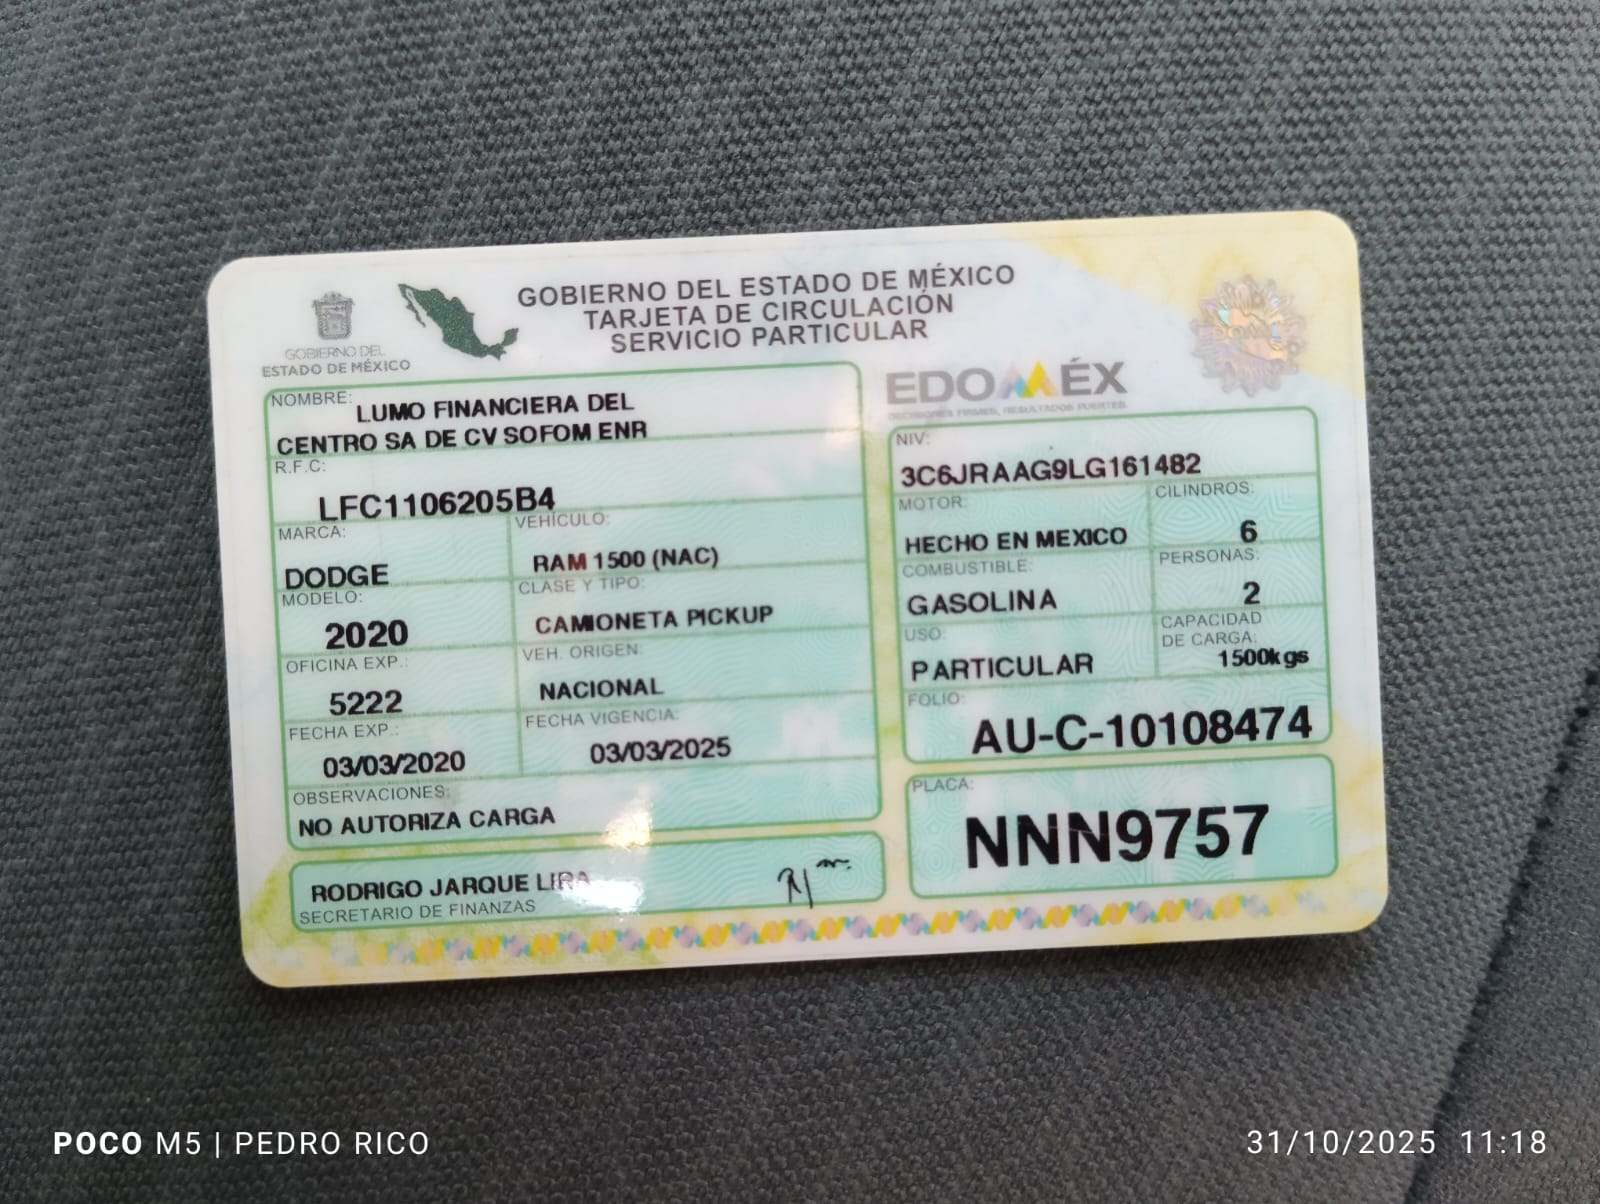 GOBIERNO DEL ESTADO DE MÉXICO
TARJETA DE CIRCULACIÓN
SERVICIO PARTICULAR
GOBIERNO DEL
ESTADO DE MÉXICO
EDOMÉX
DECISIONES FIRMES, RESULTADOS FUERTES.
NOMBRE: LUMO FINANCIERA DEL
CENTRO SA DE CV SOFOM ENR
R.F.C:
LFC1106205B4
MARCA:
DODGE
VEHÍCULO:
RAM 1500 (NAC)
MODELO:
2020
CLASE Y TIPO:
CAMIONETA PICKUP
OFICINA EXP.:
5222
VEH. ORIGEN:
NACIONAL
FECHA EXP.:
03/03/2020
FECHA VIGENCIA:
03/03/2025
OBSERVACIONES:
NO AUTORIZA CARGA
RODRIGO JARQUE LIRA
SECRETARIO DE FINANZAS
NIV:
3C6JRAAG9LG161482
MOTOR:
HECHO EN MEXICO
CILINDROS:
6
COMBUSTIBLE:
GASOLINA
PERSONAS:
2
USO:
PARTICULAR
CAPACIDAD
DE CARGA:
1500kgs
FOLIO:
AU-C-10108474
PLACA:
NNN9757
POCO M5 | PEDRO RICO
31/10/2025 11:18